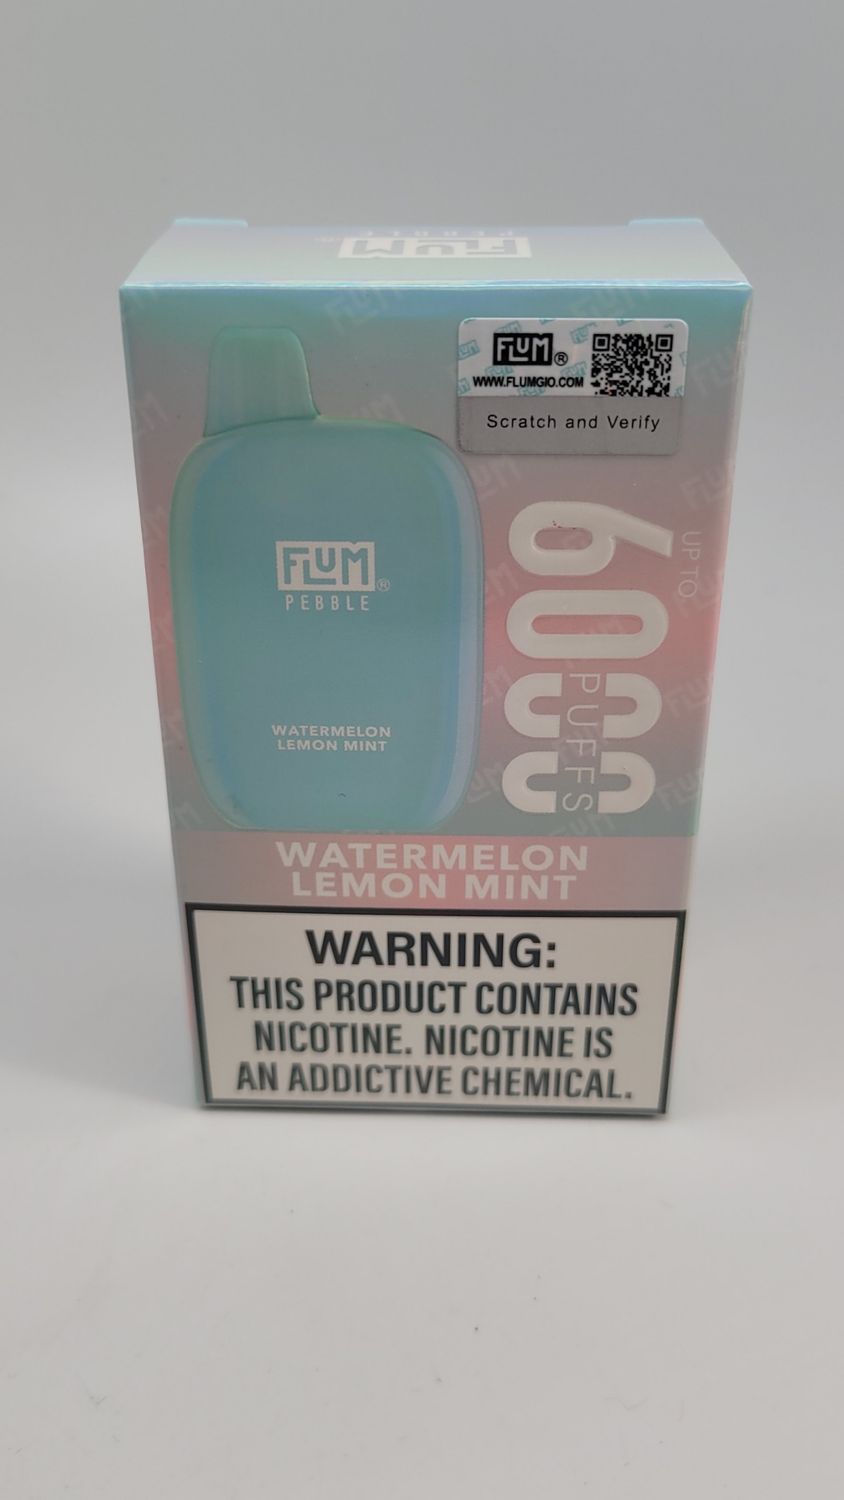 FLUM
PEBBLE
FLUM®
WWW.FLUMGIO.COM
Scratch and Verify
FLUM®
PEBBLE
WATERMELON
LEMON MINT
UP TO
6000
PUFFS
WATERMELON
LEMON MINT
WARNING:
THIS PRODUCT CONTAINS
NICOTINE. NICOTINE IS
AN ADDICTIVE CHEMICAL.